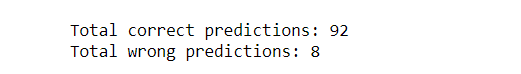 Total correct predictions: 92
Total wrong predictions: 8